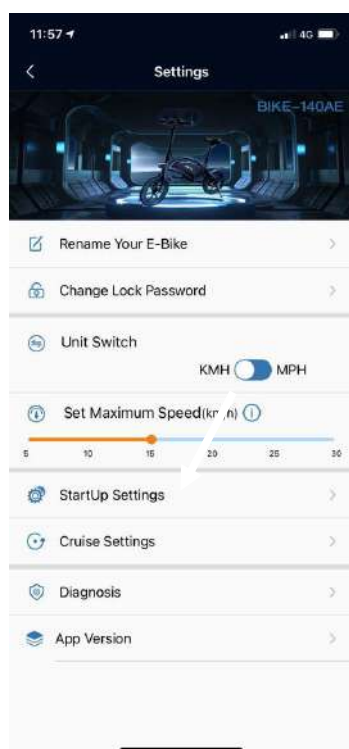 11:57
4G
Settings
BIKE-140AE
Rename Your E-Bike
Change Lock Password
Unit Switch
KMH MPH
Set Maximum Speed
5 10 15 20 25 30
StartUp Settings
Cruise Settings
Diagnosis
App Version